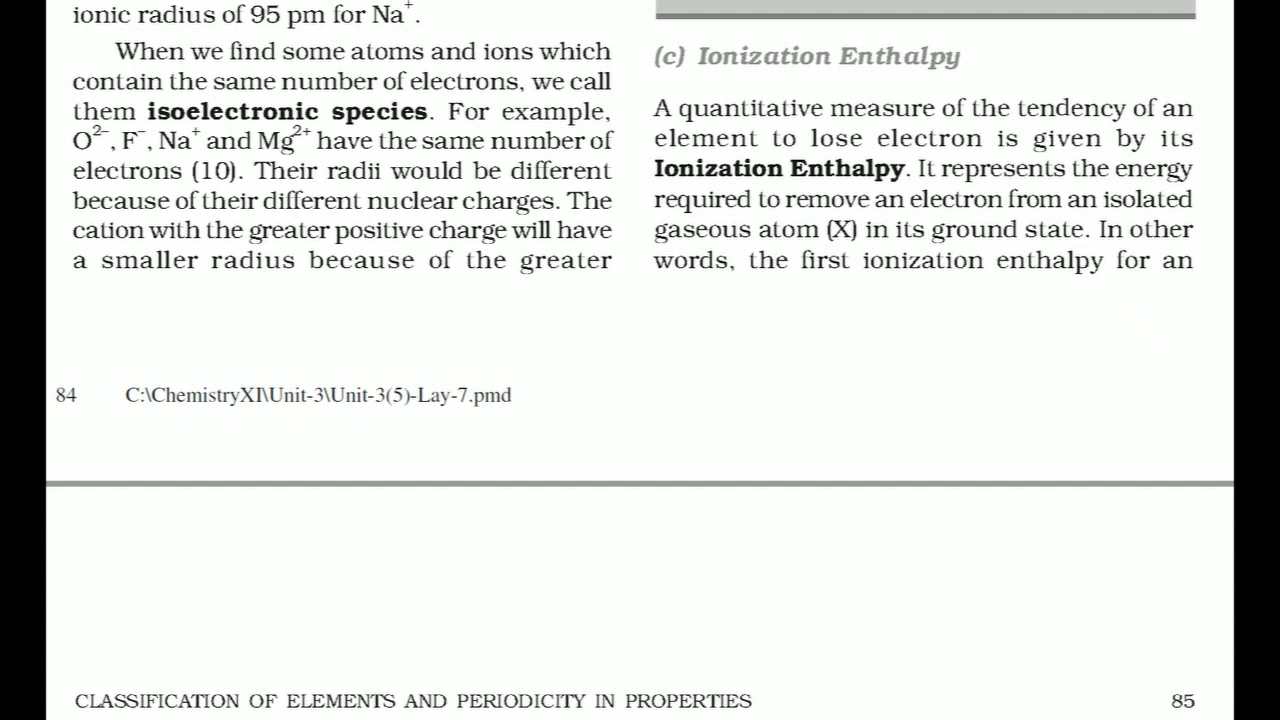 ionic radius of 95 pm for Na⁺.
When we find some atoms and ions which
contain the same number of electrons, we call
them isoelectronic species. For example,
O²⁻, F⁻, Na⁺ and Mg²⁺ have the same number of
electrons (10). Their radii would be different
because of their different nuclear charges. The
cation with the greater positive charge will have
a smaller radius because of the greater
(c) Ionization Enthalpy
A quantitative measure of the tendency of an
element to lose electron is given by its
Ionization Enthalpy. It represents the energy
required to remove an electron from an isolated
gaseous atom (X) in its ground state. In other
words, the first ionization enthalpy for an
84 C:\ChemistryXI\Unit-3\Unit-3(5)-Lay-7.pmd
CLASSIFICATION OF ELEMENTS AND PERIODICITY IN PROPERTIES 85